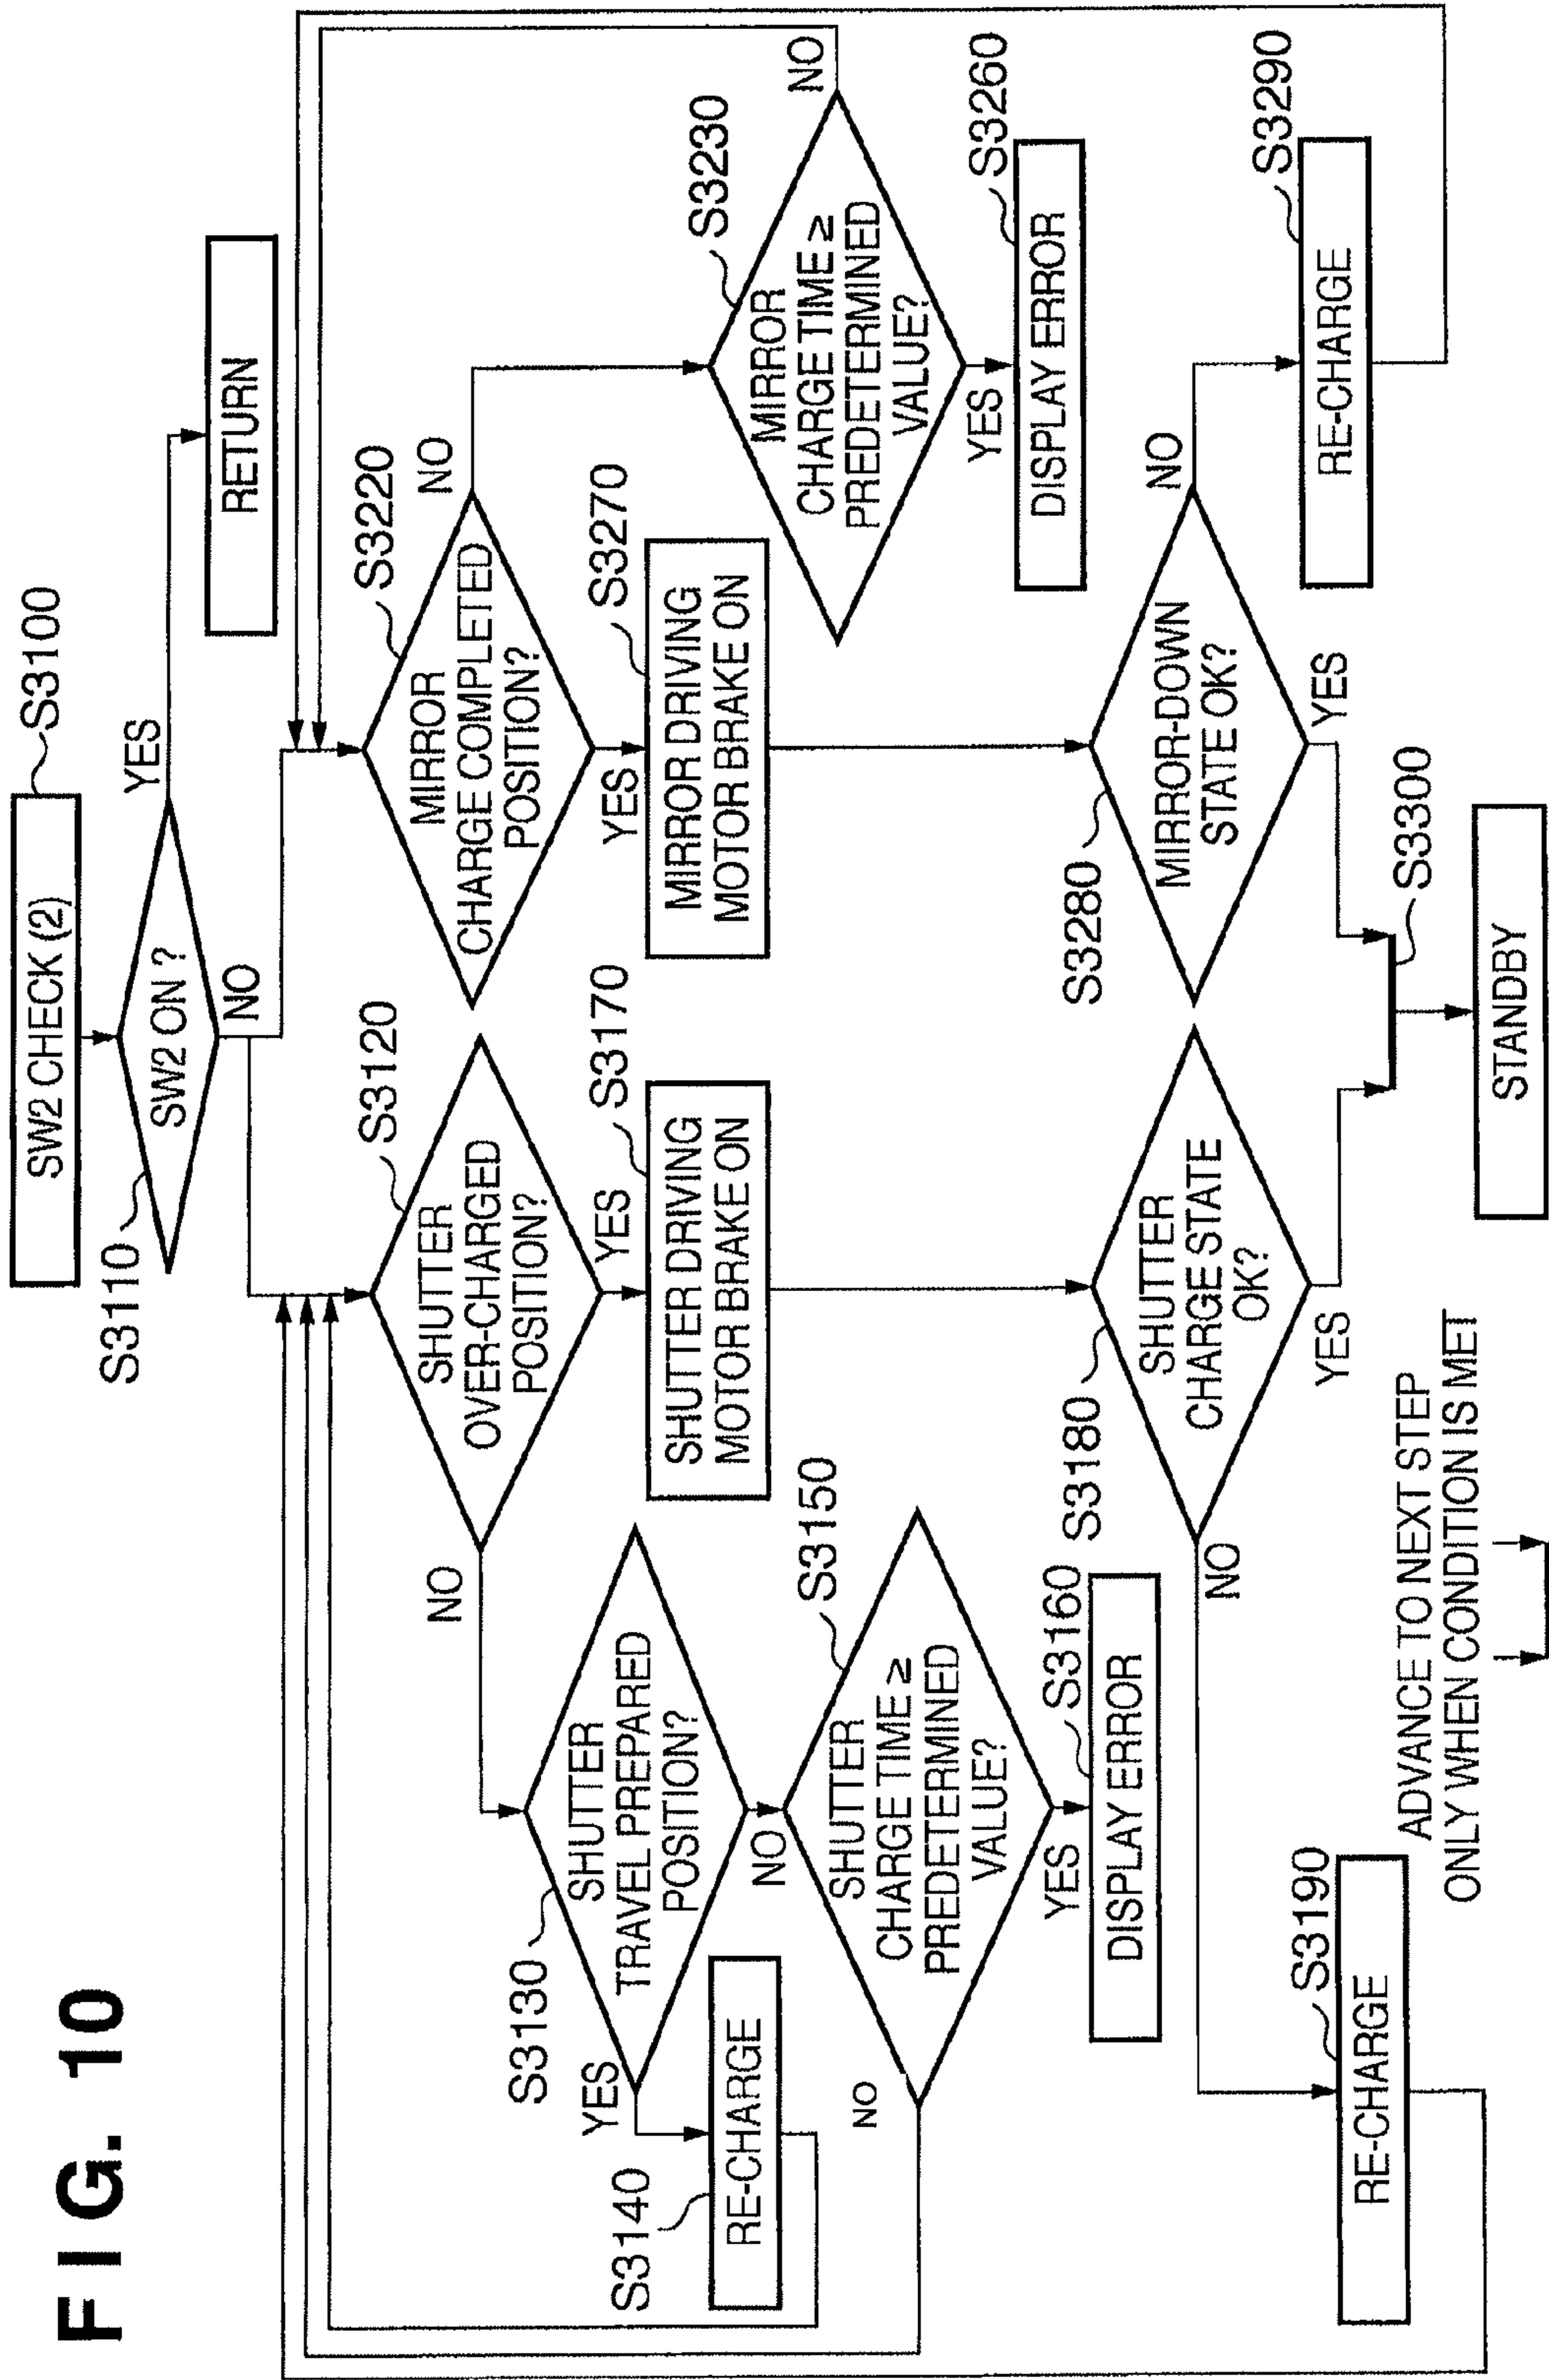 FIG. 10
SW2 CHECK (2)
S3100
S3110
SW2 ON ?
YES
RETURN
NO
S3120
SHUTTER
OVER-CHARGED
POSITION?
NO
YES
S3220
MIRROR
CHARGE COMPLETED
POSITION?
NO
YES
S3130
SHUTTER
TRAVEL PREPARED
POSITION?
YES
NO
S3140
RE-CHARGE
S3170
SHUTTER DRIVING
MOTOR BRAKE ON
S3270
MIRROR DRIVING
MOTOR BRAKE ON
S3230
MIRROR
CHARGE TIME ≥
PREDETERMINED
VALUE?
NO
YES
S3150
SHUTTER
CHARGE TIME ≥
PREDETERMINED
VALUE?
NO
YES
S3160
DISPLAY ERROR
S3260
DISPLAY ERROR
S3180
SHUTTER
CHARGE STATE
OK?
NO
YES
S3280
MIRROR-DOWN
STATE OK?
NO
YES
S3190
RE-CHARGE
S3290
RE-CHARGE
S3300
STANDBY
ADVANCE TO NEXT STEP
ONLY WHEN CONDITION IS MET